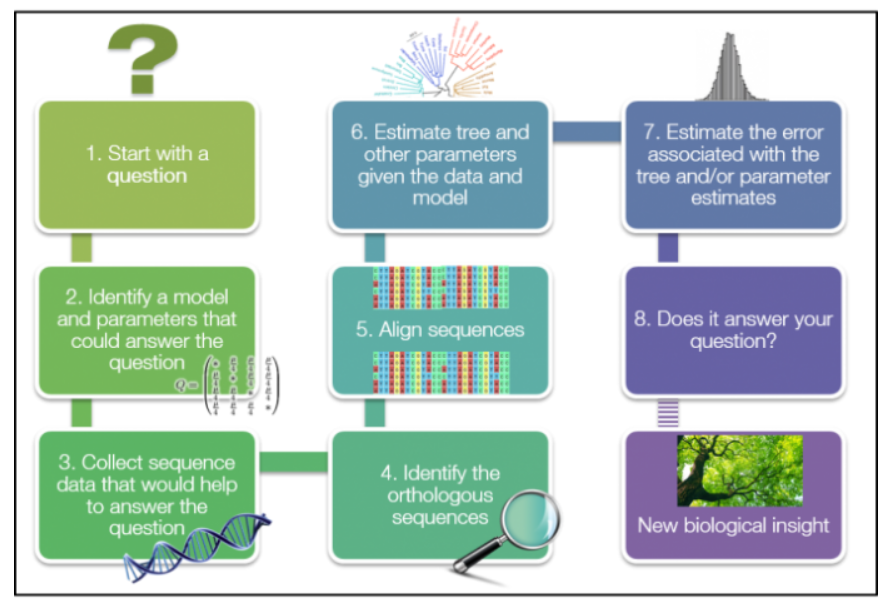 1. Start with a
question
2. Identify a model
and parameters that
could answer the
question
Q =
3. Collect sequence
data that would help
to answer the
question
4. Identify the
orthologous
sequences
5. Align sequences
6. Estimate tree and
other parameters
given the data and
model
7. Estimate the error
associated with the
tree and/or parameter
estimates
8. Does it answer your
question?
New biological insight